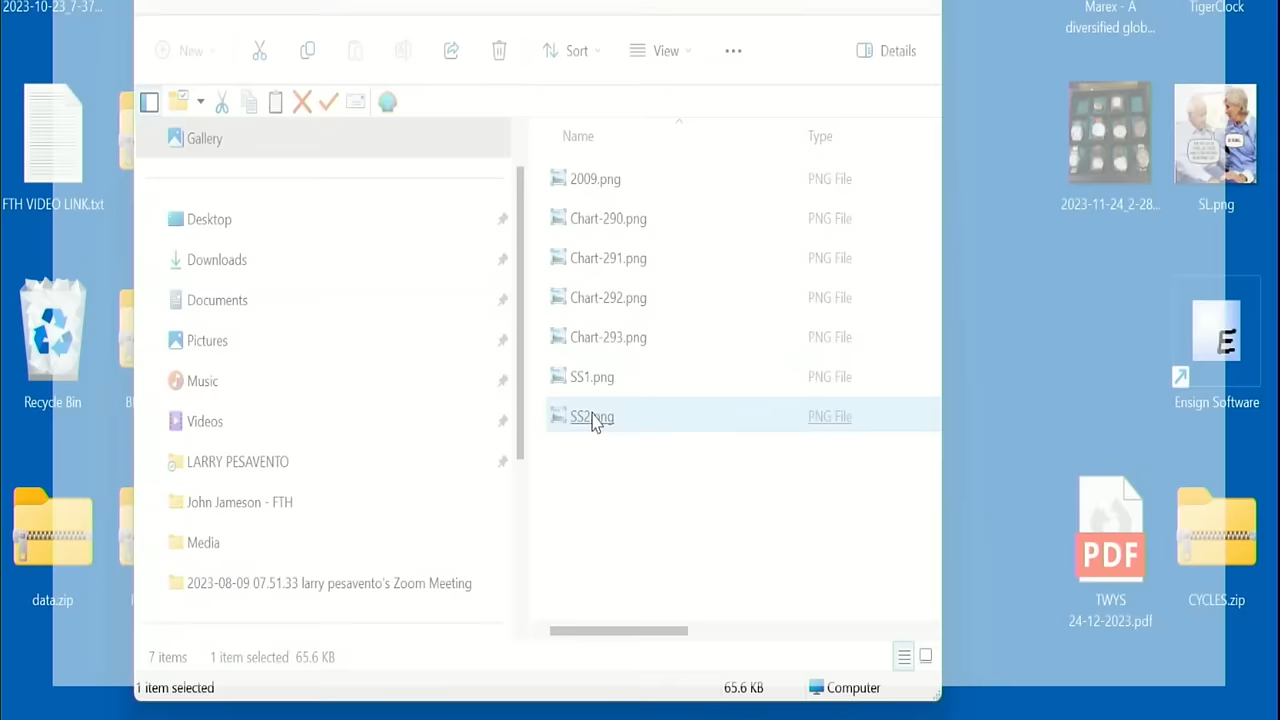 2023-10-23_7-37...
Marex - A
diversified glob...
TigerClock
New
Sort
View
Details
Gallery
Name
Type
2009.png
PNG File
Desktop
Chart-290.png
PNG File
Downloads
Chart-291.png
PNG File
Documents
Chart-292.png
PNG File
Pictures
Chart-293.png
PNG File
Music
SS1.png
PNG File
Videos
SS2.png
PNG File
LARRY PESAVENTO
John Jameson - FTH
Media
2023-08-09 07.51.33 larry pesavento's Zoom Meeting
7 items
1 item selected 65.6 KB
1 item selected
65.6 KB
Computer
FTH VIDEO LINK.txt
Recycle Bin
data.zip
2023-11-24_2-28...
SL.png
E
Ensign Software
PDF
TWYS
24-12-2023.pdf
CYCLES.zip